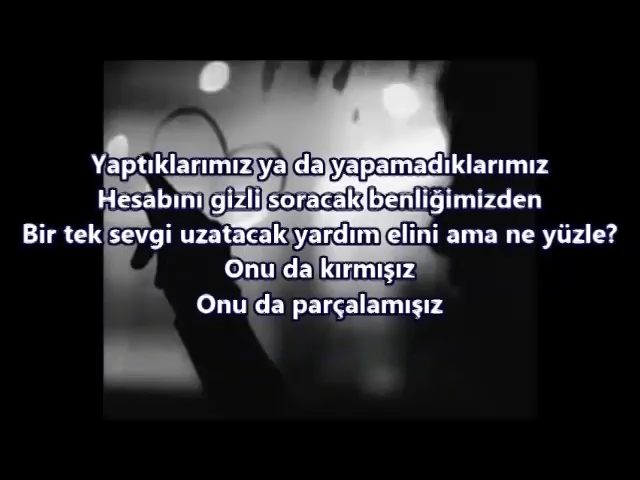 Yaptıklarımız ya da yapamadıklarımız
Hesabını gizli soracak benliğimizden
Bir tek sevgi uzatacak yardım elini ama ne yüzle?
Onu da kırmışız
Onu da parçalamışız